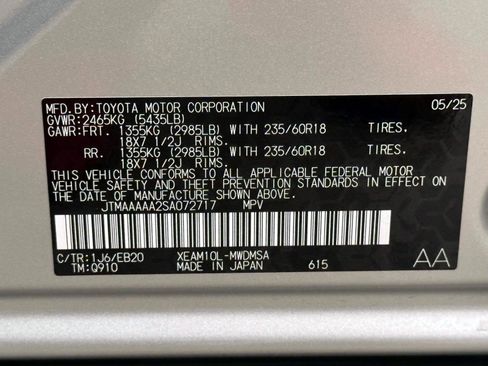 MFD.BY:TOYOTA MOTOR CORPORATION 05/25
GVWR:2465KG (5435LB)
GAWR:FRT. 1355KG (2985LB) WITH 235/60R18 TIRES.
18X7 1/2J RIMS.
RR. 1355KG (2985LB) WITH 235/60R18 TIRES.
18X7 1/2J RIMS.
THIS VEHICLE CONFORMS TO ALL APPLICABLE FEDERAL MOTOR
VEHICLE SAFETY AND THEFT PREVENTION STANDARDS IN EFFECT ON
THE DATE OF MANUFACTURE SHOWN ABOVE.
JTMAAAAA2SA072717 MPV
C/TR:1J6/EB20 XEAM10L-MWDMSA
TM:Q910 MADE IN JAPAN 615 AA